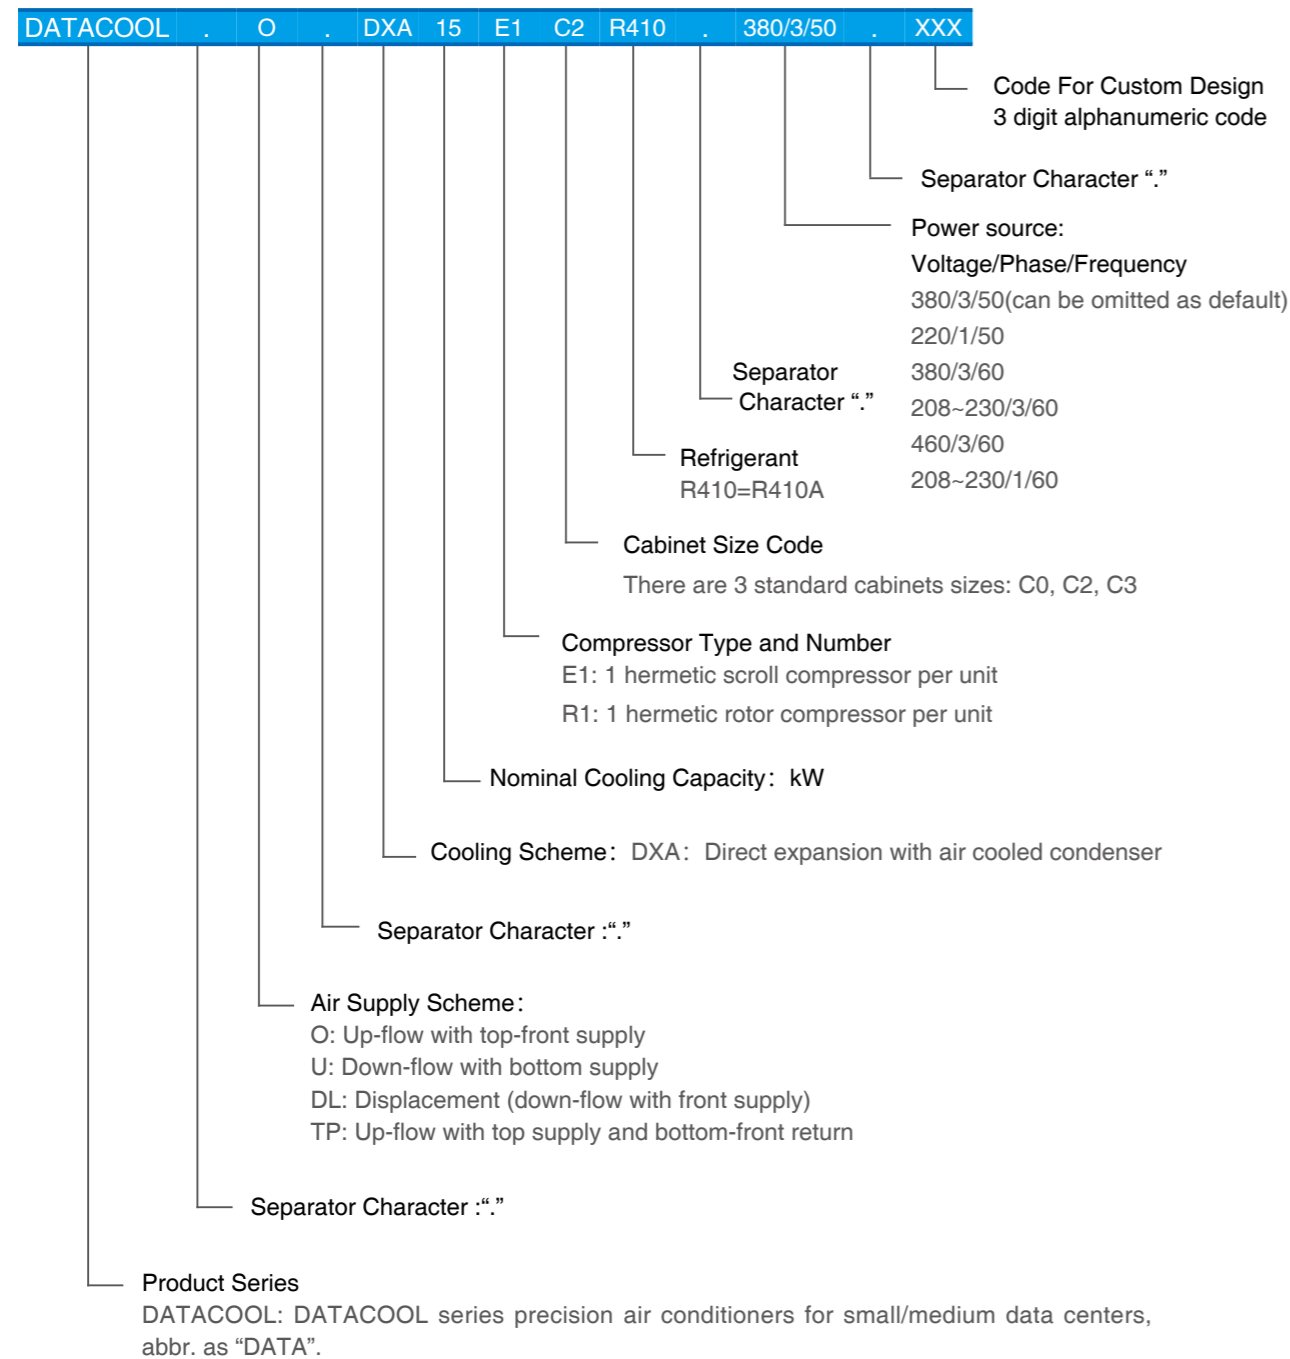 DATACOOL . O . DXA 15 E1 C2 R410 . 380/3/50 . XXX
Code For Custom Design
3 digit alphanumeric code
Separator Character “.”
Power source:
Voltage/Phase/Frequency
380/3/50(can be omitted as default)
220/1/50
380/3/60
208~230/3/60
460/3/60
208~230/1/60
Separator
Character “.”
Refrigerant
R410=R410A
Cabinet Size Code
There are 3 standard cabinets sizes: C0, C2, C3
Compressor Type and Number
E1: 1 hermetic scroll compressor per unit
R1: 1 hermetic rotor compressor per unit
Nominal Cooling Capacity：kW
Cooling Scheme：DXA：Direct expansion with air cooled condenser
Separator Character :“.”
Air Supply Scheme：
O: Up-flow with top-front supply
U: Down-flow with bottom supply
DL: Displacement (down-flow with front supply)
TP: Up-flow with top supply and bottom-front return
Separator Character :“.”
Product Series
DATACOOL: DATACOOL series precision air conditioners for small/medium data centers,
abbr. as “DATA”.